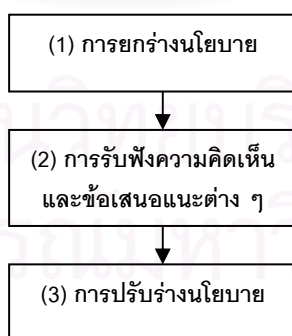 (1) การยกร่างนโยบาย
(2) การรับฟังความคิดเห็น
และข้อเสนอแนะต่าง ๆ
(3) การปรับร่างนโยบาย